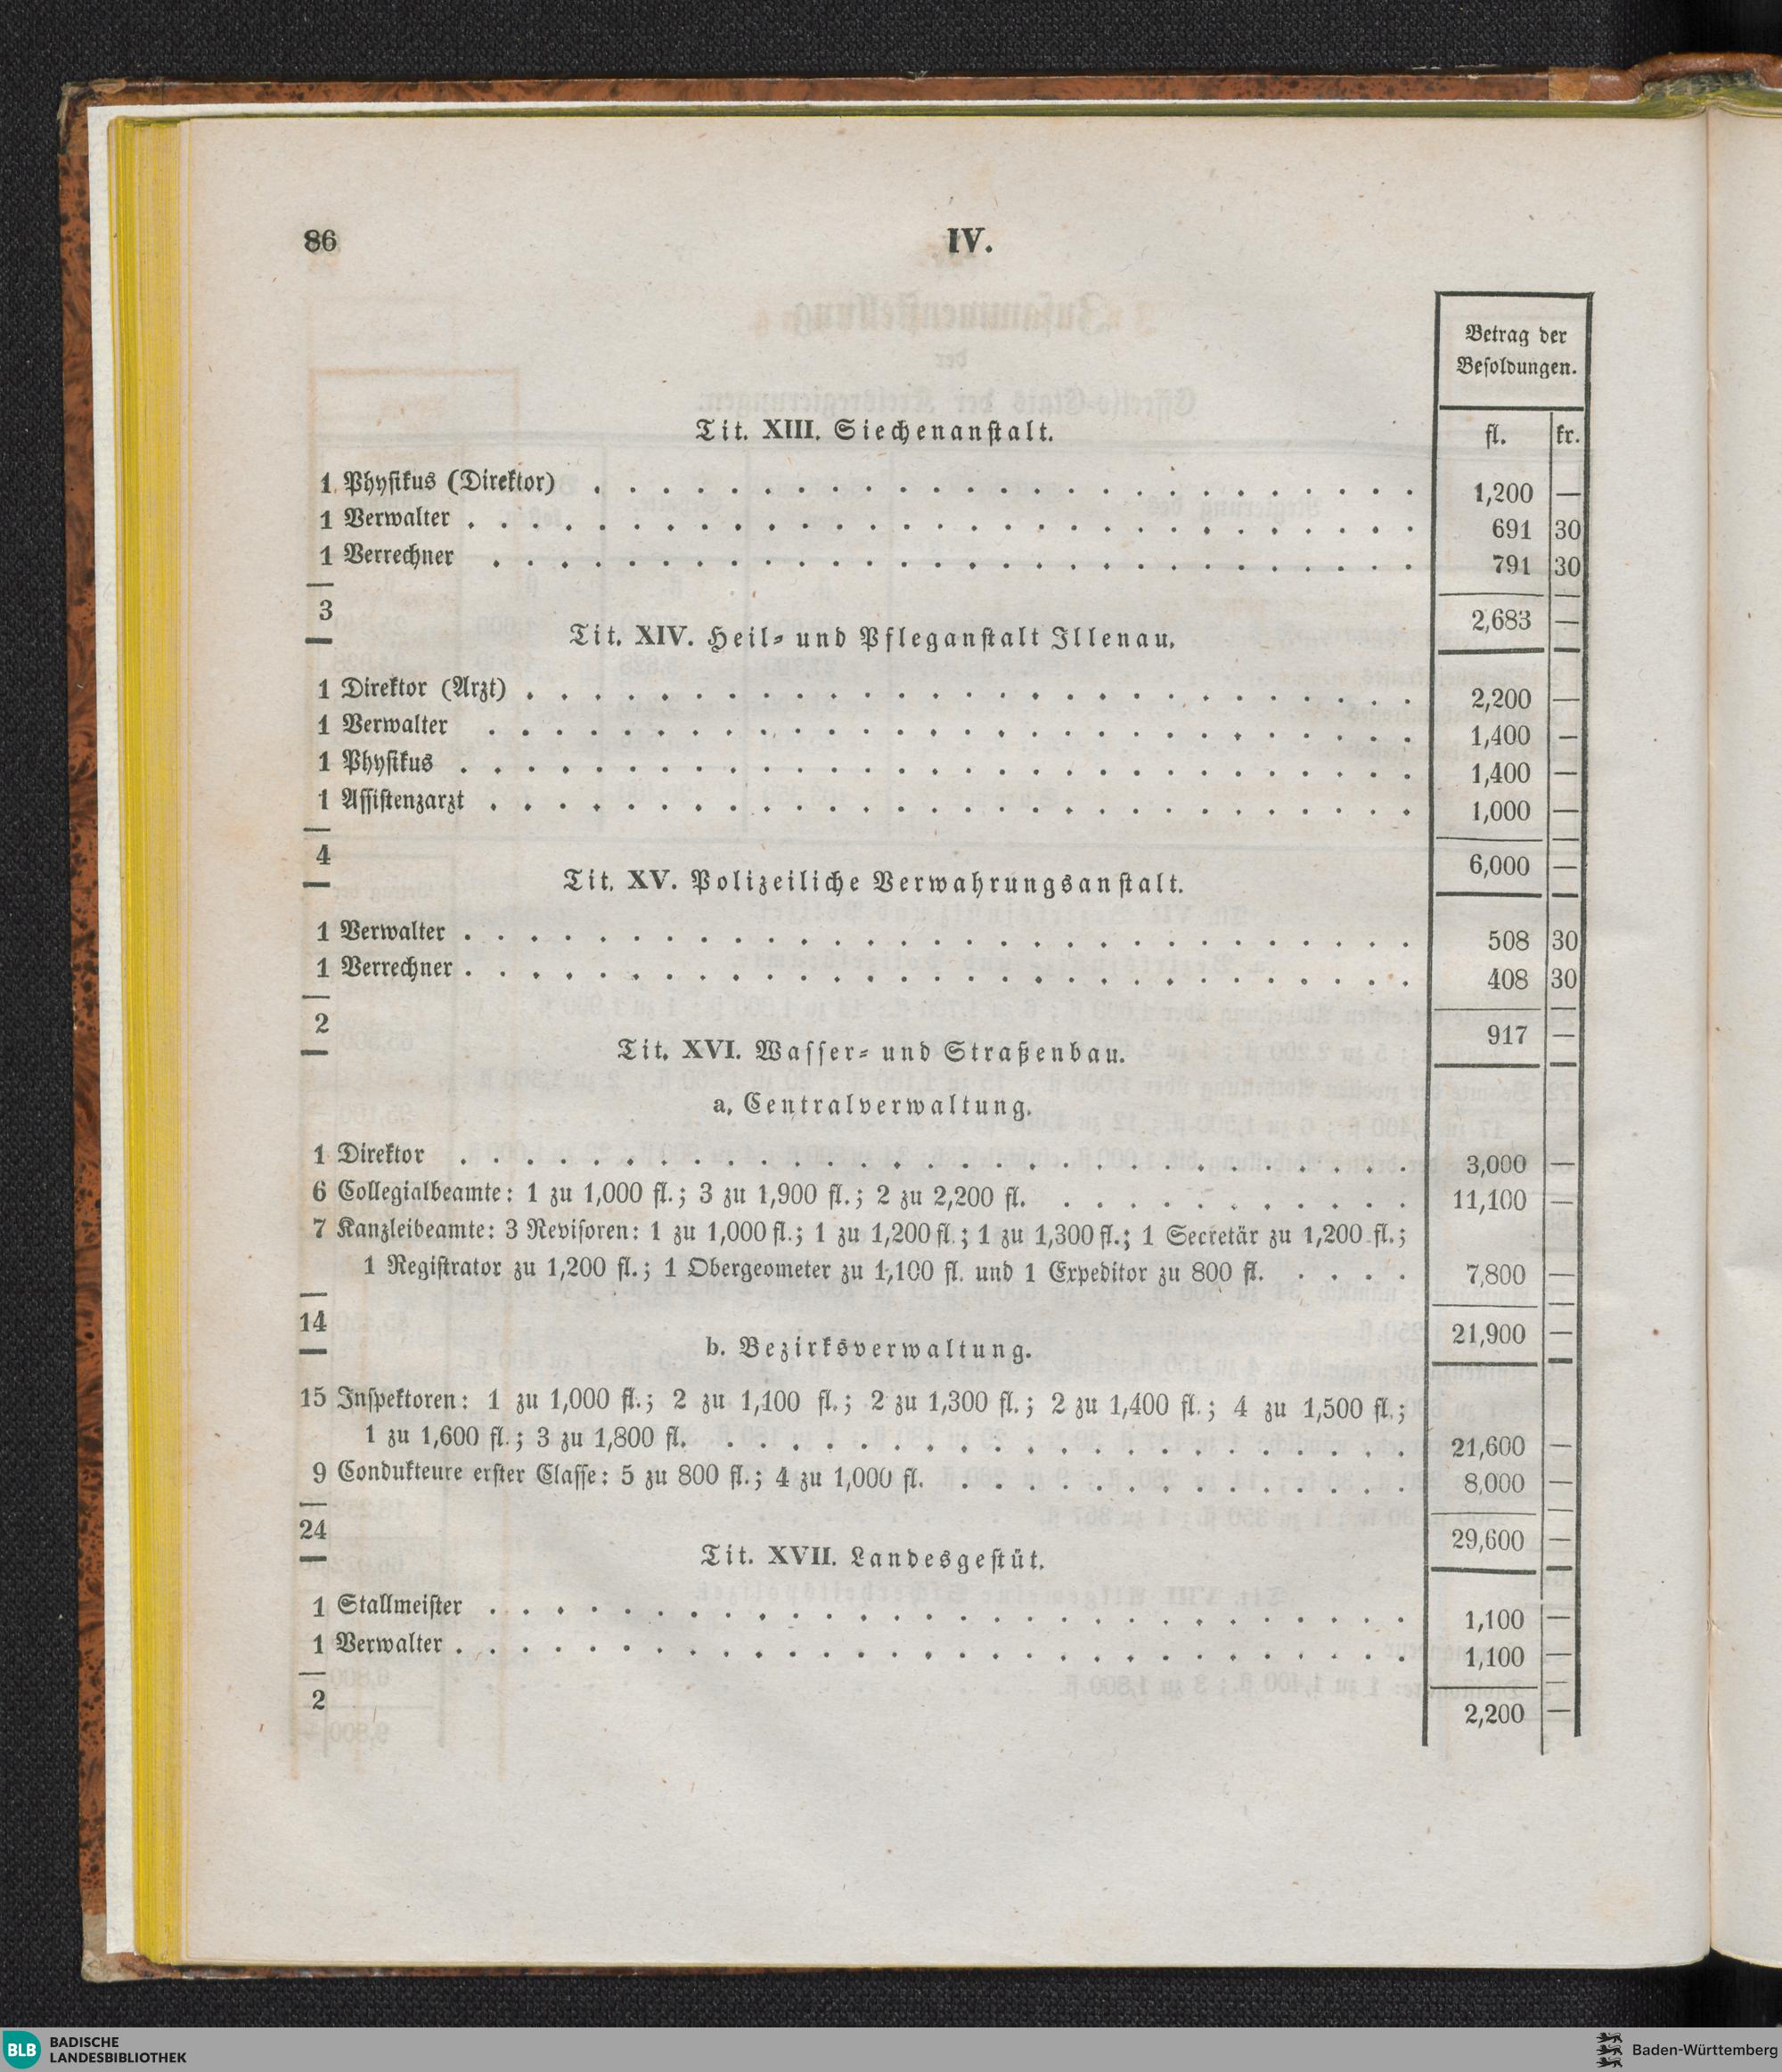 86
IV.
Betrag der
Besoldungen.
Tit. XIII. Siechenanstalt.
fl. kr.
1 Physikus (Direktor) . . . . . 1,200 —
1 Verwalter . . . . . 691 30
1 Verrechner . . . . . 791 30
3 2,683 —
Tit. XIV. Heil- und Pfleganstalt Illenau.
1 Direktor (Arzt) . . . . . 2,200 —
1 Verwalter . . . . . 1,400 —
1 Physikus . . . . . 1,400 —
1 Assistenzarzt . . . . . 1,000 —
4 6,000 —
Tit. XV. Polizeiliche Verwahrungsanstalt.
1 Verwalter . . . . . 508 30
1 Verrechner . . . . . 408 30
2 917 —
Tit. XVI. Wasser- und Straßenbau.
a. Centralverwaltung.
1 Direktor . . . . . 3,000 —
6 Collegialbeamte: 1 zu 1,000 fl.; 3 zu 1,900 fl.; 2 zu 2,200 fl. . . . . . 11,100 —
7 Kanzleibeamte: 3 Revisoren: 1 zu 1,000 fl.; 1 zu 1,200 fl.; 1 zu 1,300 fl.; 1 Secretär zu 1,200 fl.;
1 Registrator zu 1,200 fl.; 1 Obergeometer zu 1,100 fl. und 1 Expeditor zu 800 fl. . . . . 7,800 —
14 21,900 —
b. Bezirksverwaltung.
15 Inspektoren: 1 zu 1,000 fl.; 2 zu 1,100 fl.; 2 zu 1,300 fl.; 2 zu 1,400 fl.; 4 zu 1,500 fl.;
1 zu 1,600 fl.; 3 zu 1,800 fl. . . . . . 21,600 —
9 Condukteure erster Classe: 5 zu 800 fl.; 4 zu 1,000 fl. . . . . . 8,000 —
24 29,600 —
Tit. XVII. Landesgestüt.
1 Stallmeister . . . . . 1,100 —
1 Verwalter . . . . . 1,100 —
2 2,200 —
BLB BADISCHE
LANDESBIBLIOTHEK
Baden-Württemberg